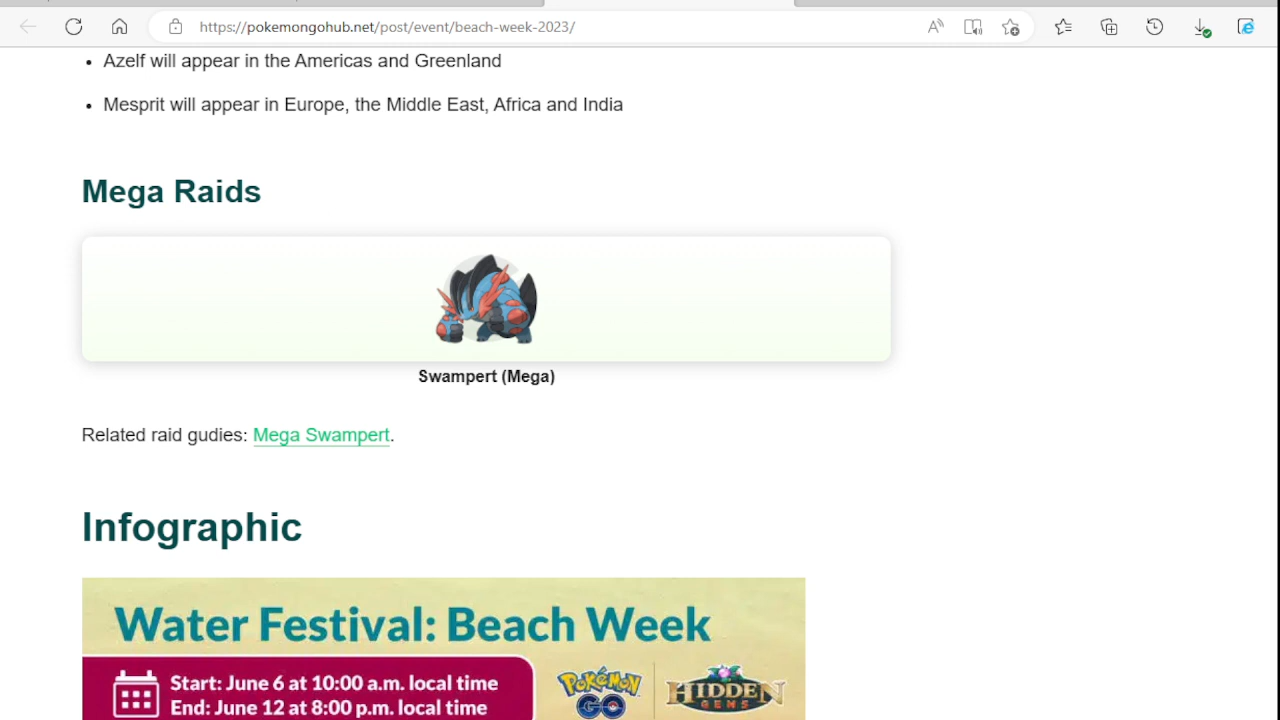 https://pokemongohub.net/post/event/beach-week-2023/
Azelf will appear in the Americas and Greenland
Mesprit will appear in Europe, the Middle East, Africa and India
Mega Raids
Swampert (Mega)
Related raid gudies: Mega Swampert.
Infographic
Water Festival: Beach Week
Start: June 6 at 10:00 a.m. local time
End: June 12 at 8:00 p.m. local time
POKÉMON
GO
HIDDEN
GEMS